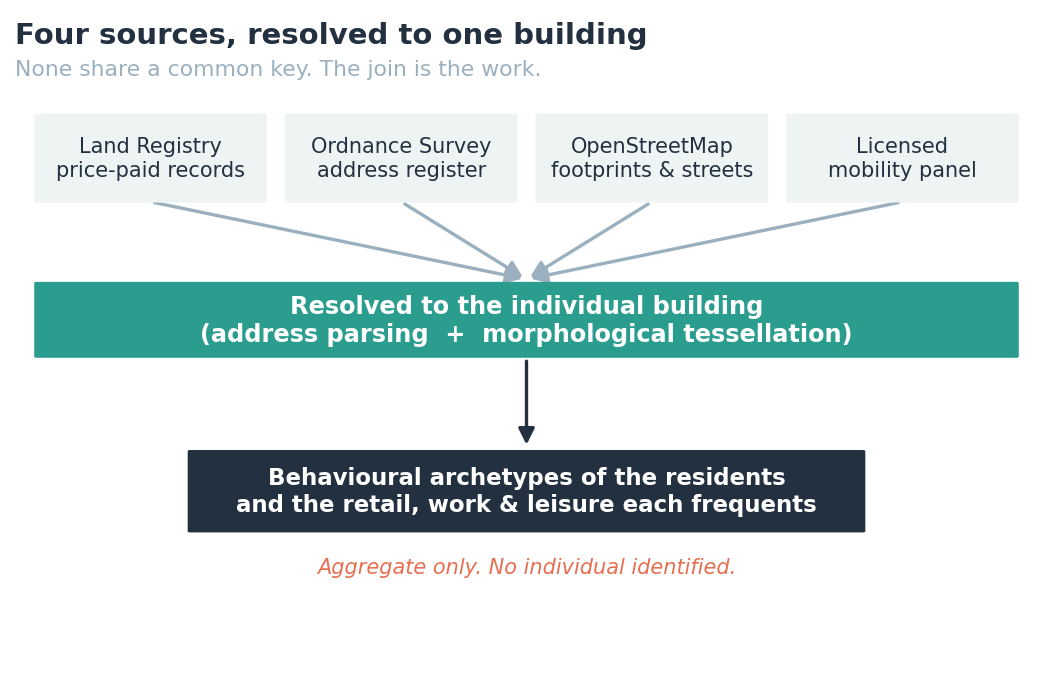 Four sources, resolved to one building
None share a common key. The join is the work.
Land Registry
price-paid records
Ordnance Survey
address register
OpenStreetMap
footprints & streets
Licensed
mobility panel
Resolved to the individual building
(address parsing + morphological tessellation)
Behavioural archetypes of the residents
and the retail, work & leisure each frequents
Aggregate only. No individual identified.